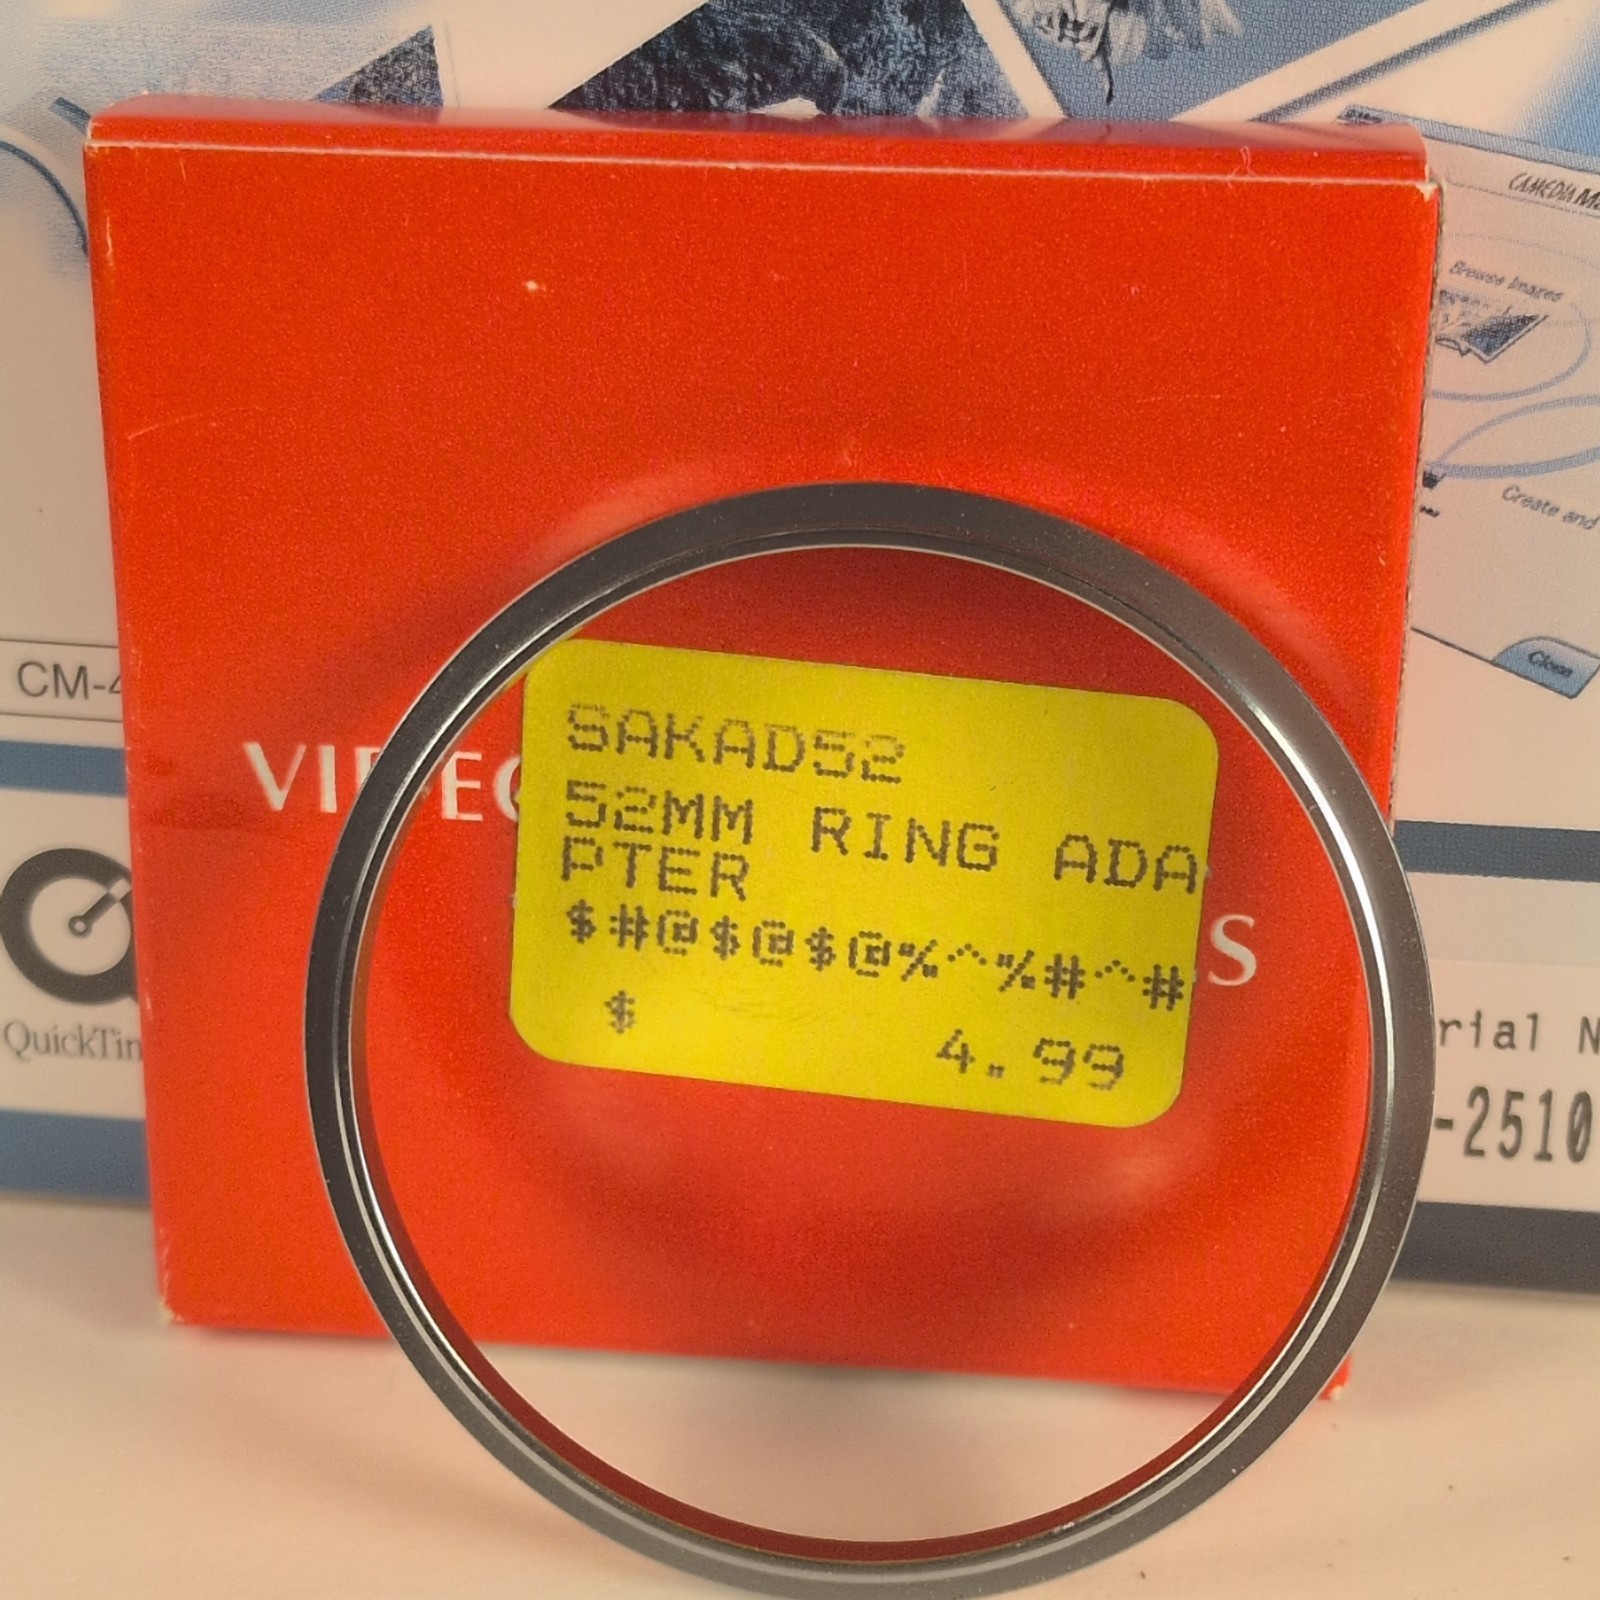 CAMEDIA
Browse Images
Create and
Close
CM-4
VIDEO S
SAKAD52
52MM RING ADA
PTER
$#@$@$@%^%#^#
$ 4.99
QuickTim
rial N
-2510